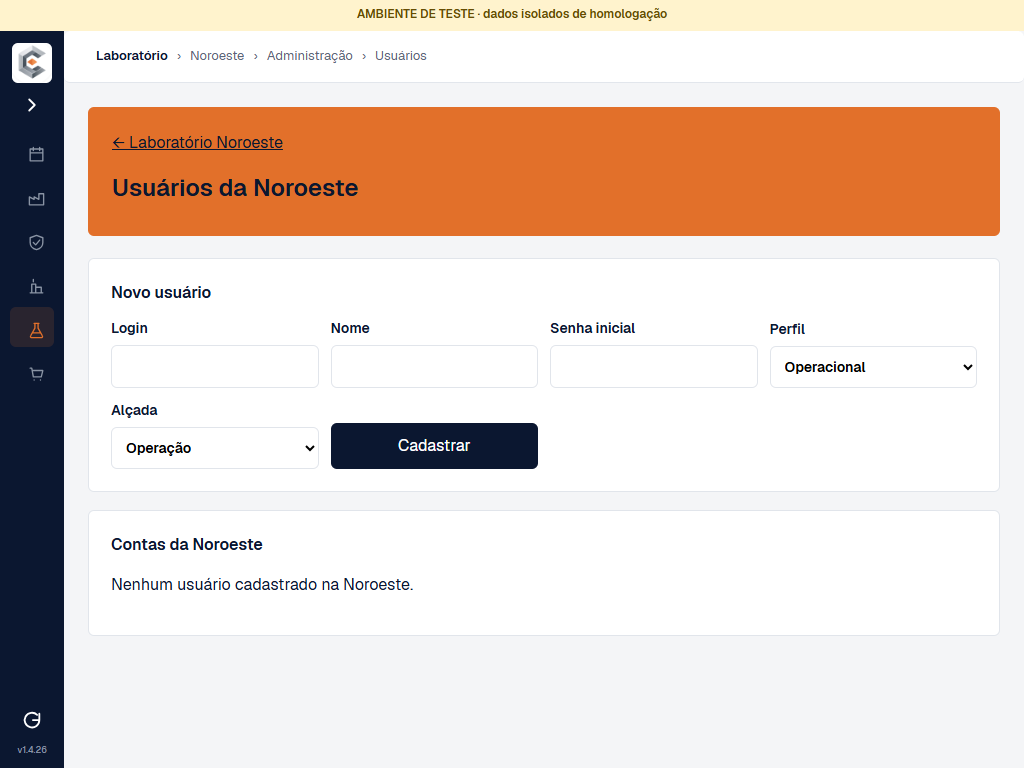 AMBIENTE DE TESTE · dados isolados de homologação
Laboratório › Noroeste › Administração › Usuários
← Laboratório Noroeste
Usuários da Noroeste
Novo usuário
Login
Nome
Senha inicial
Perfil
Operacional
Alçada
Operação
Cadastrar
Contas da Noroeste
Nenhum usuário cadastrado na Noroeste.
v1.4.26